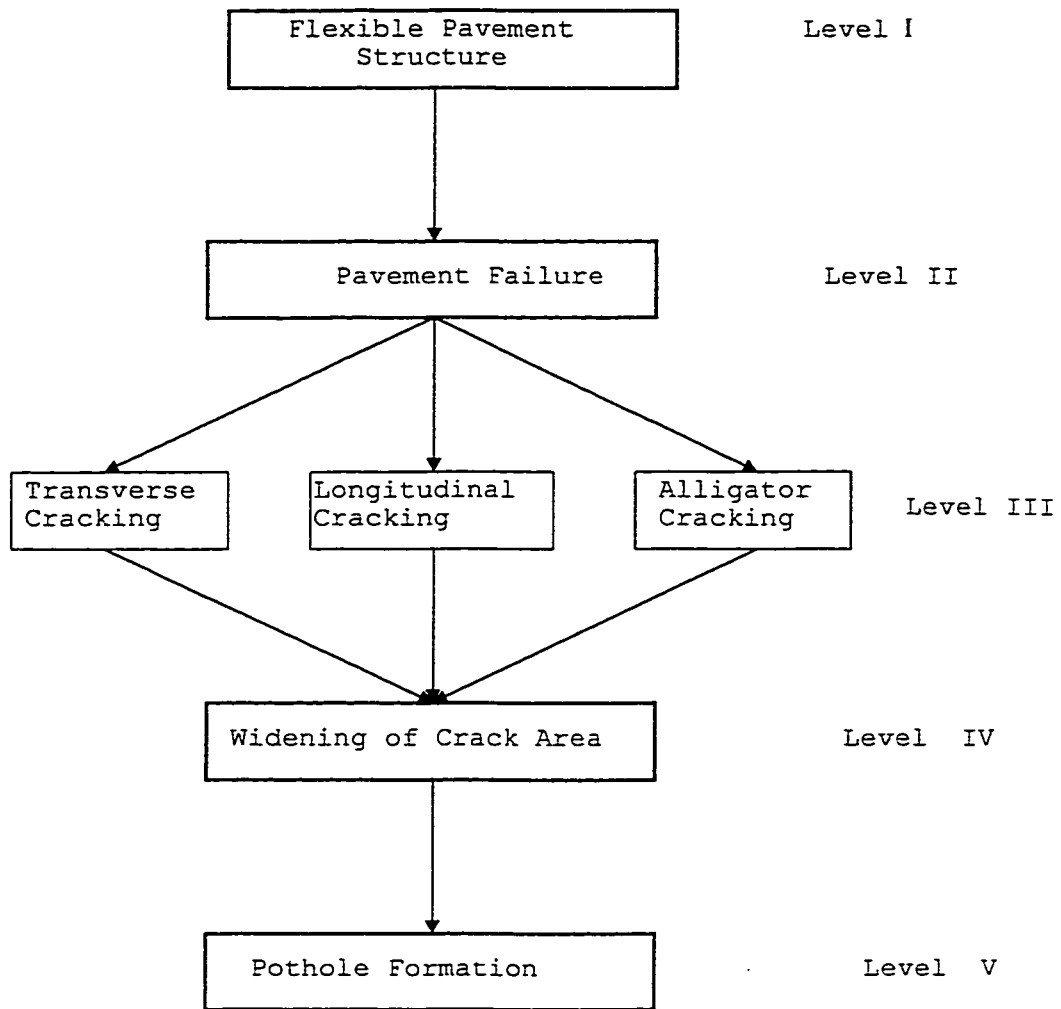 Flexible Pavement
Structure
Level I
Pavement Failure
Level II
Transverse
Cracking
Longitudinal
Cracking
Alligator
Cracking
Level III
Widening of Crack Area
Level IV
Pothole Formation
Level V